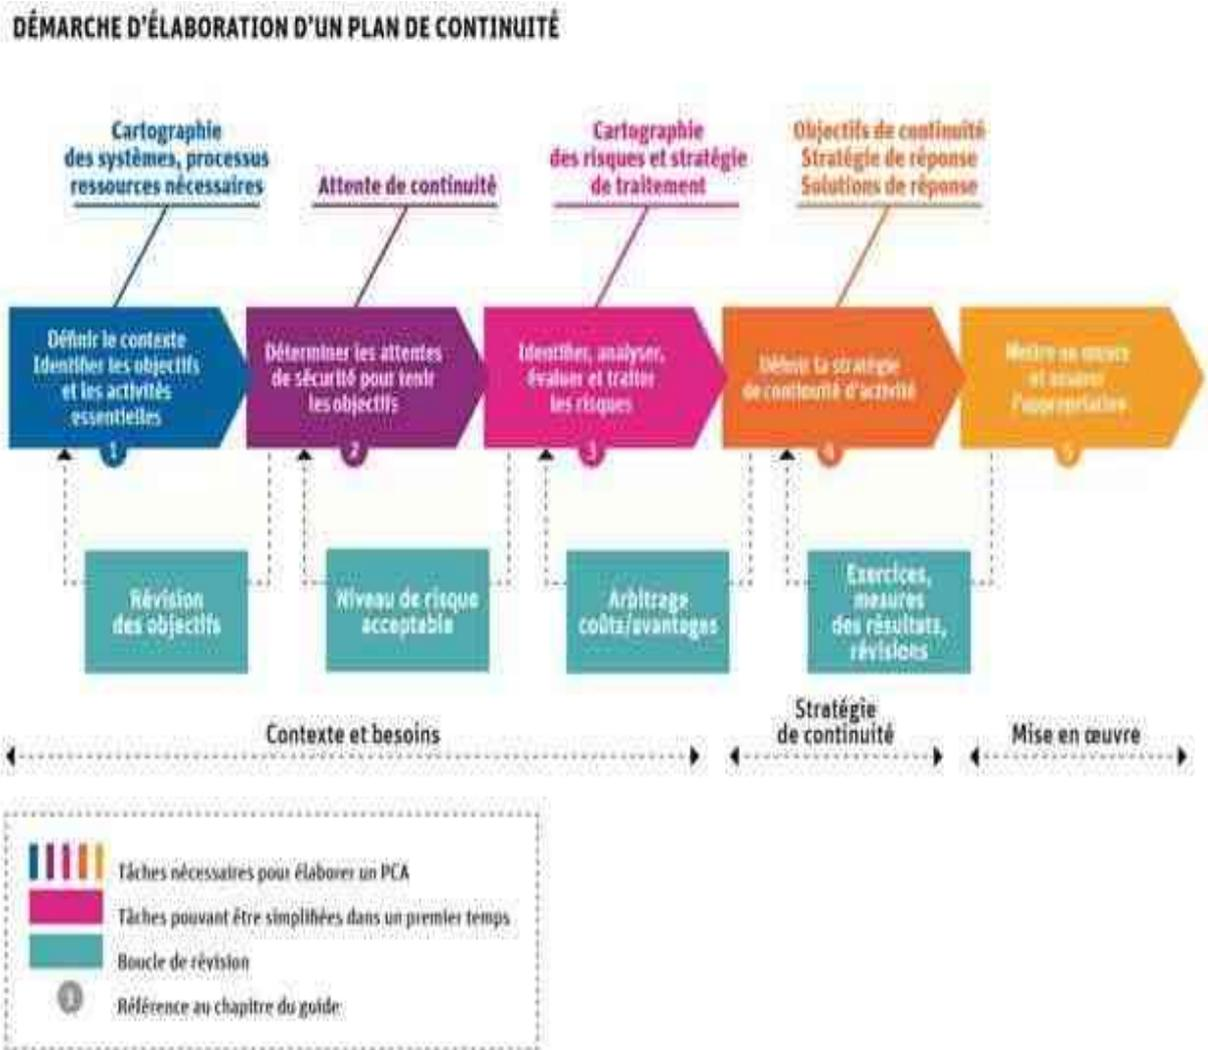 DÉMARCHE D'ÉLABORATION D'UN PLAN DE CONTINUITÉ
Cartographie
des systèmes, processus
ressources nécessaires
Attente de continuité
Cartographie
des risques et stratégie
de traitement
Objectifs de continuité
Stratégie de réponse
Solutions de réponse
Définir le contexte
Identifier les objectifs
et les activités
essentielles
1
Déterminer les attentes
de sécurité pour tenir
les objectifs
2
Identifier, analyser,
évaluer et traiter
les risques
3
Définir la stratégie
de continuité d'activité
4
Mettre en œuvre
et assurer
l'appropriation
5
Révision
des objectifs
Niveau de risque
acceptable
Arbitrage
coûts/avantages
Exercices,
mesures
des résultats,
révisions
Contexte et besoins
Stratégie
de continuité
Mise en œuvre
Tâches nécessaires pour élaborer un PCA
Tâches pouvant être simplifiées dans un premier temps
Boucle de révision
1
Référence au chapitre du guide